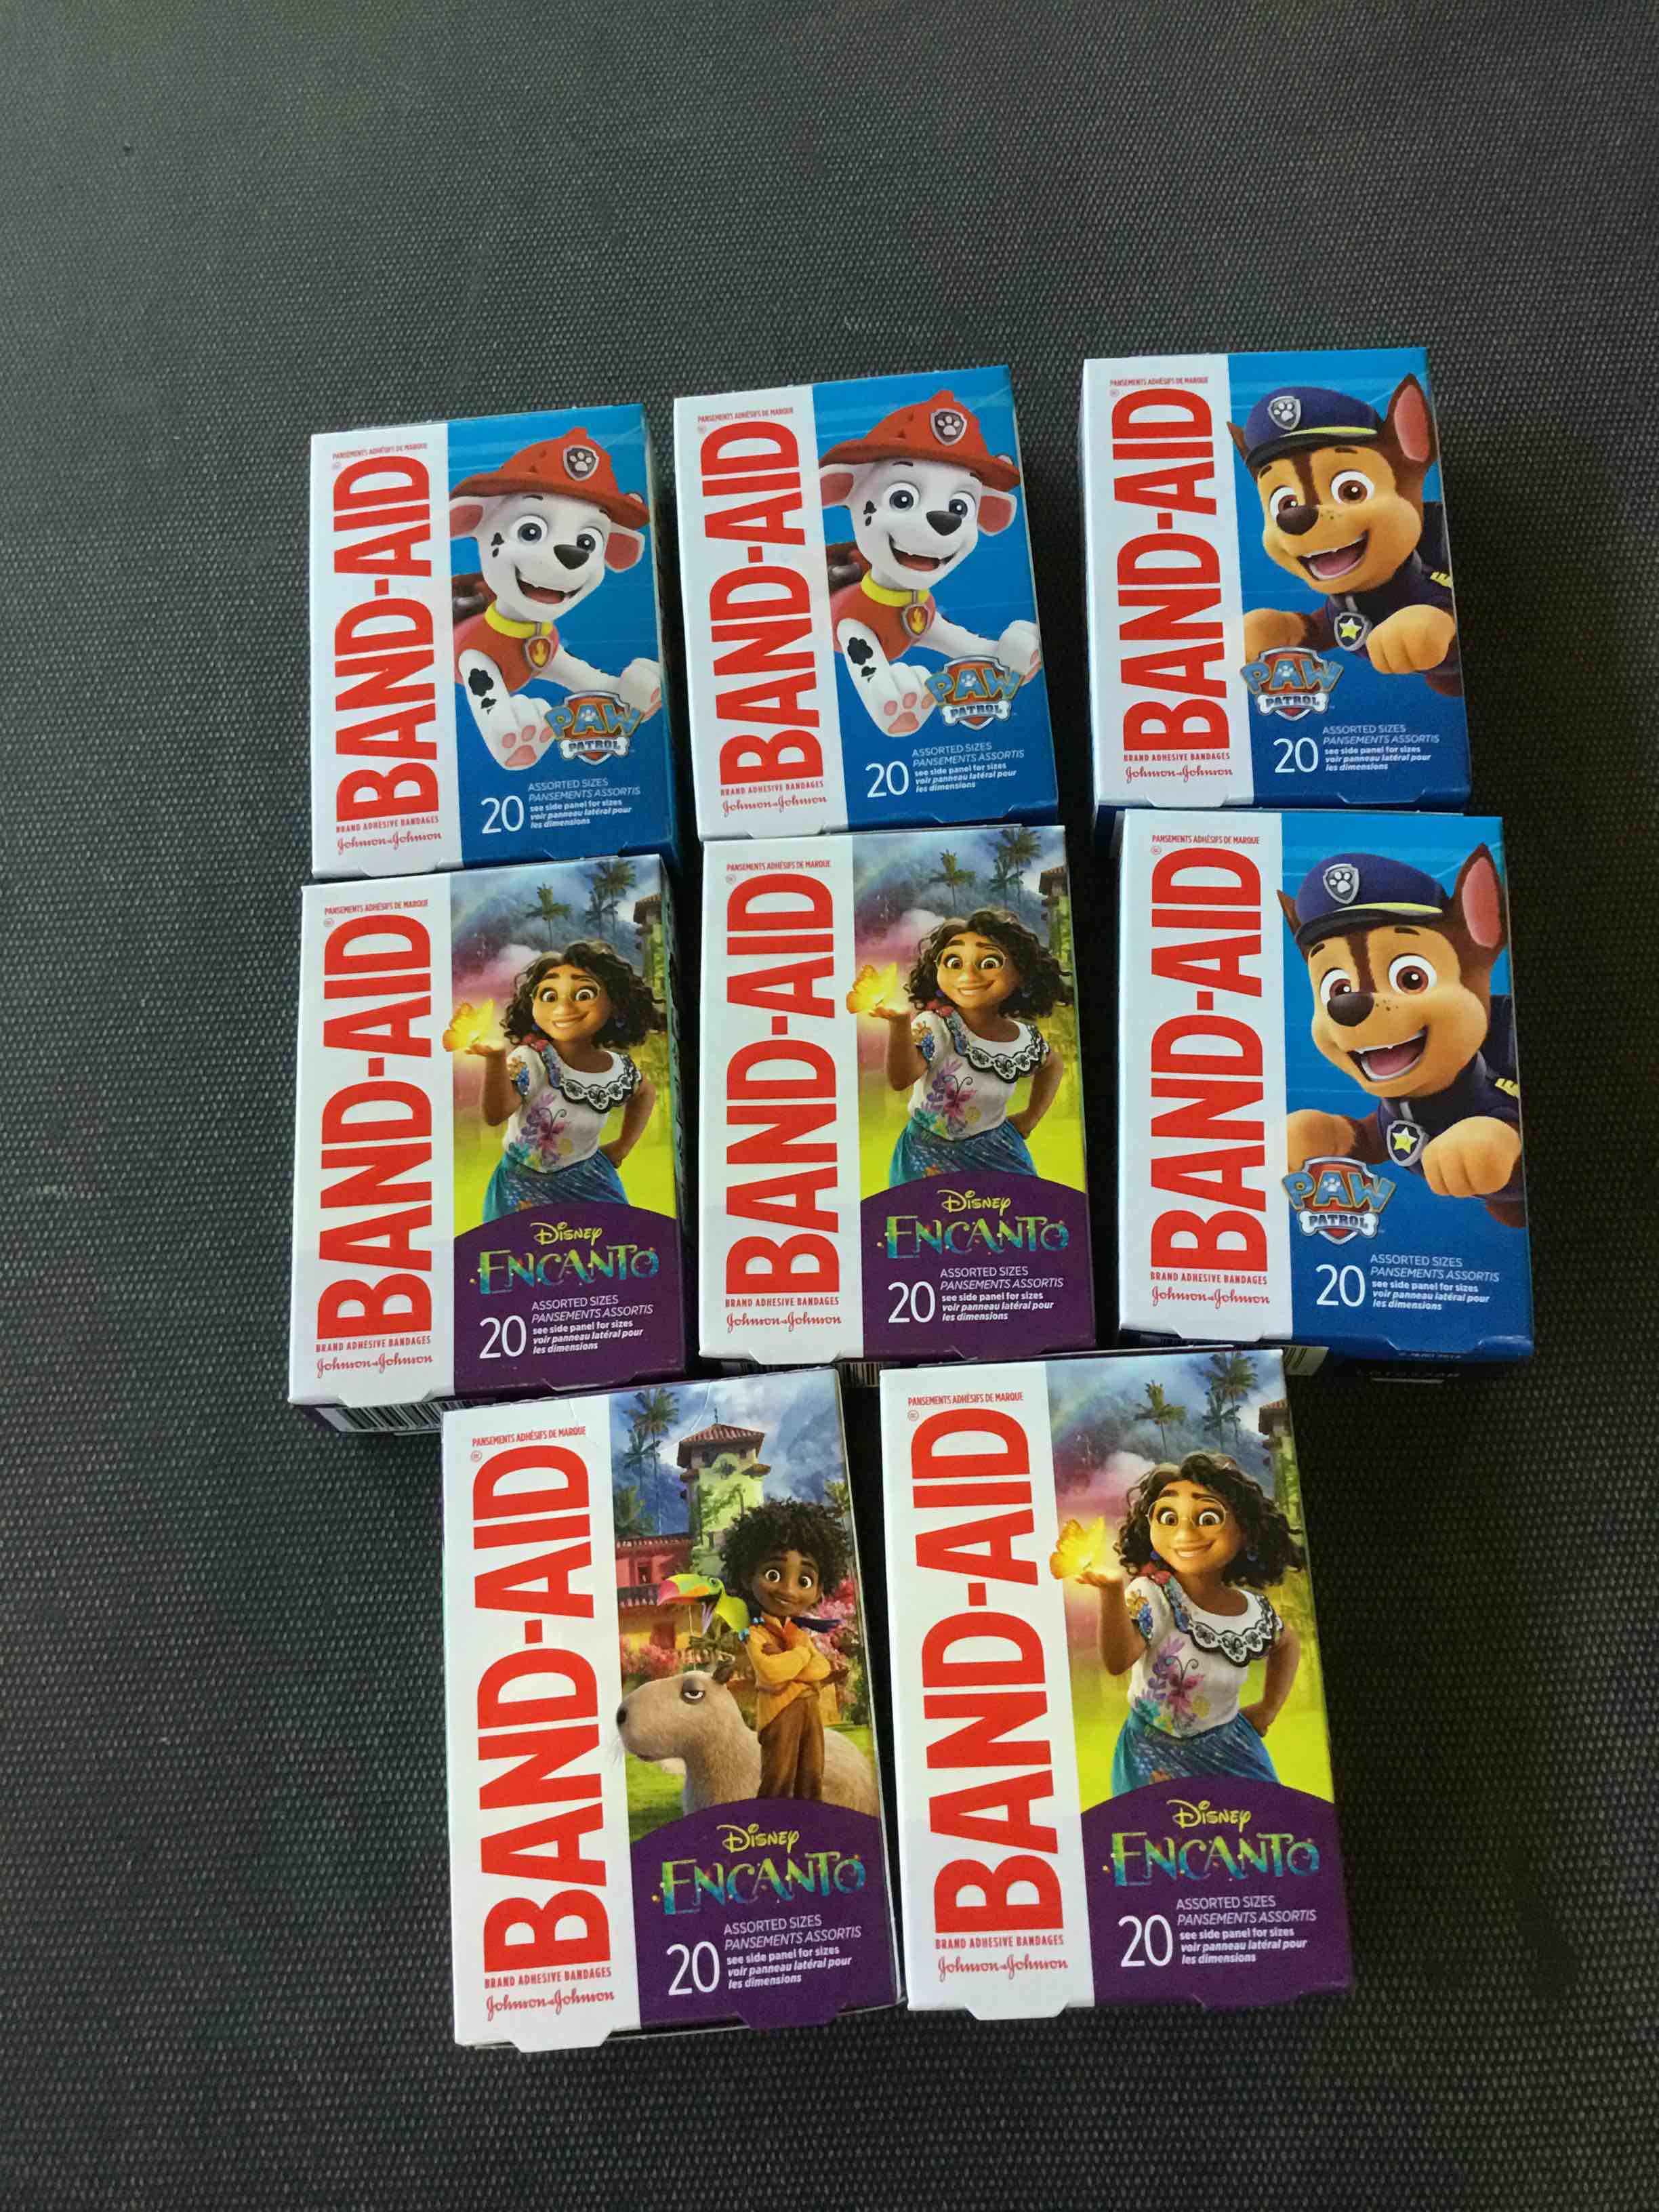 PANSEMENTS ADHÉSIFS DE MARQUE
BAND-AID
BRAND ADHESIVE BANDAGES
Johnson & Johnson
PAW
PATROL
20
ASSORTED SIZES
PANSEMENTS ASSORTIS
see side panel for sizes
voir panneau latéral pour
les dimensions
PANSEMENTS ADHÉSIFS DE MARQUE
BAND-AID
BRAND ADHESIVE BANDAGES
Johnson & Johnson
PAW
PATROL
20
ASSORTED SIZES
PANSEMENTS ASSORTIS
see side panel for sizes
voir panneau latéral pour
les dimensions
PANSEMENTS ADHÉSIFS DE MARQUE
BAND-AID
BRAND ADHESIVE BANDAGES
Johnson & Johnson
PAW
PATROL
20
ASSORTED SIZES
PANSEMENTS ASSORTIS
see side panel for sizes
voir panneau latéral pour
les dimensions
PANSEMENTS ADHÉSIFS DE MARQUE
BAND-AID
BRAND ADHESIVE BANDAGES
Johnson & Johnson
Disney
ENCANTO
20
ASSORTED SIZES
PANSEMENTS ASSORTIS
see side panel for sizes
voir panneau latéral pour
les dimensions
PANSEMENTS ADHÉSIFS DE MARQUE
BAND-AID
BRAND ADHESIVE BANDAGES
Johnson & Johnson
Disney
ENCANTO
20
ASSORTED SIZES
PANSEMENTS ASSORTIS
see side panel for sizes
voir panneau latéral pour
les dimensions
PANSEMENTS ADHÉSIFS DE MARQUE
BAND-AID
BRAND ADHESIVE BANDAGES
Johnson & Johnson
PAW
PATROL
20
ASSORTED SIZES
PANSEMENTS ASSORTIS
see side panel for sizes
voir panneau latéral pour
les dimensions
PANSEMENTS ADHÉSIFS DE MARQUE
BAND-AID
BRAND ADHESIVE BANDAGES
Johnson & Johnson
Disney
ENCANTO
20
ASSORTED SIZES
PANSEMENTS ASSORTIS
see side panel for sizes
voir panneau latéral pour
les dimensions
PANSEMENTS ADHÉSIFS DE MARQUE
BAND-AID
BRAND ADHESIVE BANDAGES
Johnson & Johnson
Disney
ENCANTO
20
ASSORTED SIZES
PANSEMENTS ASSORTIS
see side panel for sizes
voir panneau latéral pour
les dimensions